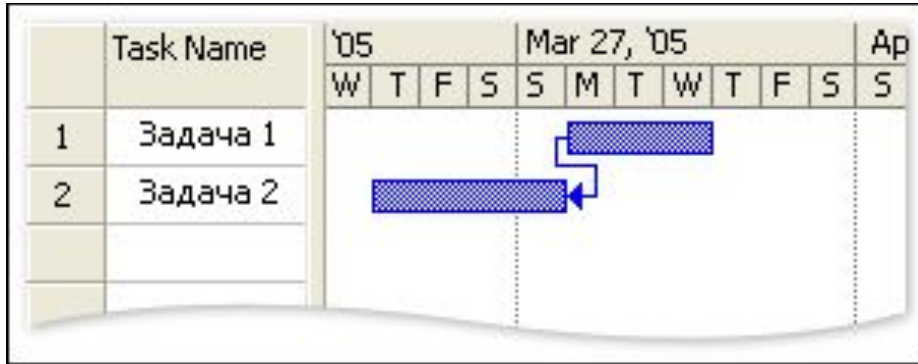 Task Name '05 Mar 27, '05 Ap
W T F S S M T W T F S S
1 Задача 1
2 Задача 2